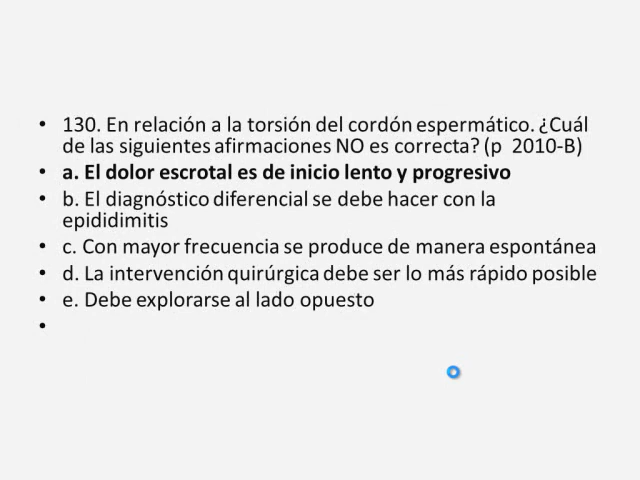 • 130. En relación a la torsión del cordón espermático. ¿Cuál
de las siguientes afirmaciones NO es correcta? (p 2010-B)
• a. El dolor escrotal es de inicio lento y progresivo
• b. El diagnóstico diferencial se debe hacer con la
epididimitis
• c. Con mayor frecuencia se produce de manera espontánea
• d. La intervención quirúrgica debe ser lo más rápido posible
• e. Debe explorarse al lado opuesto
•